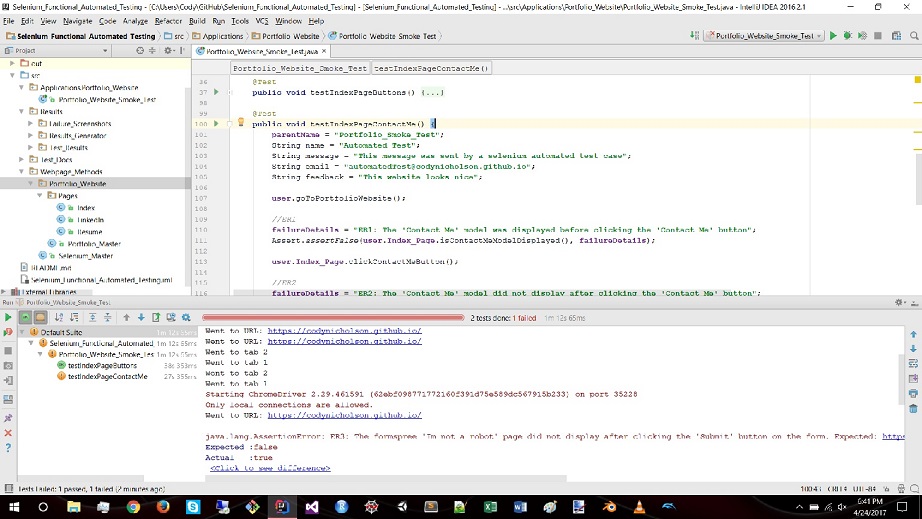 Selenium_Functional_Automated_Testing - [C:\Users\Cody\GitHub\Selenium_Functional_Automated_Testing] - [Selenium_Functional_Automated_Testing] - ...\src\Applications\Portfolio_Website\Portfolio_Website_Smoke_Test.java - IntelliJ IDEA 2016.2.1
File Edit View Navigate Code Analyze Refactor Build Run Tools VCS Window Help
Selenium_Functional_Automated_Testing src Applications Portfolio_Website Portfolio_Website_Smoke_Test
Portfolio_Website_Smoke_Test
Project
Portfolio_Website_Smoke_Test.java
out
src
Applications.Portfolio_Website
Portfolio_Website_Smoke_Test
Results
Failure_Screenshots
Results_Generator
Test_Results
Test_Docs
Webpage_Methods
Portfolio_Website
Pages
Index
LinkedIn
Resume
Portfolio_Master
Selenium_Master
README.md
Selenium_Functional_Automated_Testing.iml
External Libraries
Portfolio_Website_Smoke_Test testIndexPageContactMe()
36 @Test
37 public void testIndexPageButtons() {...}
98
99 @Test
100 public void testIndexPageContactMe() {
101 parentName = "Portfolio_Smoke_Test";
102 String name = "Automated Test";
103 String message = "This message was sent by a selenium automated test case";
104 String email = "automatedtest@codynicholson.github.io";
105 String feedback = "This website looks nice";
106
107 user.goToPortfolioWebsite();
108
109 //ER1
110 failureDetails = "ER1: The 'Contact Me' model was displayed before clicking the 'Contact Me' button";
111 Assert.assertFalse(user.Index_Page.isContactMeModelDisplayed(), failureDetails);
112
113 user.Index_Page.clickContactMeButton();
114
115 //ER2
116 failureDetails = "ER2: The 'Contact Me' model did not display after clicking the 'Contact Me' button";
Run Portfolio_Website_Smoke_Test
2 tests done: 1 failed 1m 12s 65ms
Default Suite 1m 12s 65ms
Selenium_Functional_Automated_ 1m 12s 65ms
Portfolio_Website_Smoke_Tes 1m 12s 65ms
testIndexPageButtons 38s 353ms
testIndexPageContactMe 27s 355ms
Went to URL: https://codynicholson.github.io/
Went to URL: https://codynicholson.github.io/
Went to tab 2
Went to tab 1
Went to tab 2
Went to tab 1
Starting ChromeDriver 2.29.461591 (62ebf098771772160f391d75e589dc567915b233) on port 35228
Only local connections are allowed.
Went to URL: https://codynicholson.github.io/
java.lang.AssertionError: ER3: The formspree 'Im not a robot' page did not display after clicking the 'Submit' button on the form. Expected: https
Expected :false
Actual :true
<Click to see difference>
Tests Failed: 1 passed, 1 failed (2 minutes ago)
100:43 CRLF UTF-8
6:41 PM
4/24/2017